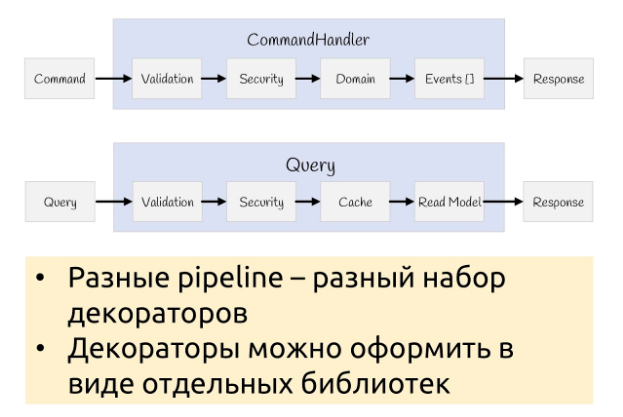 CommandHandler
Command
Validation
Security
Domain
Events []
Response
Query
Query
Validation
Security
Cache
Read Model
Response
• Разные pipeline – разный набор
декораторов
• Декораторы можно оформить в
виде отдельных библиотек